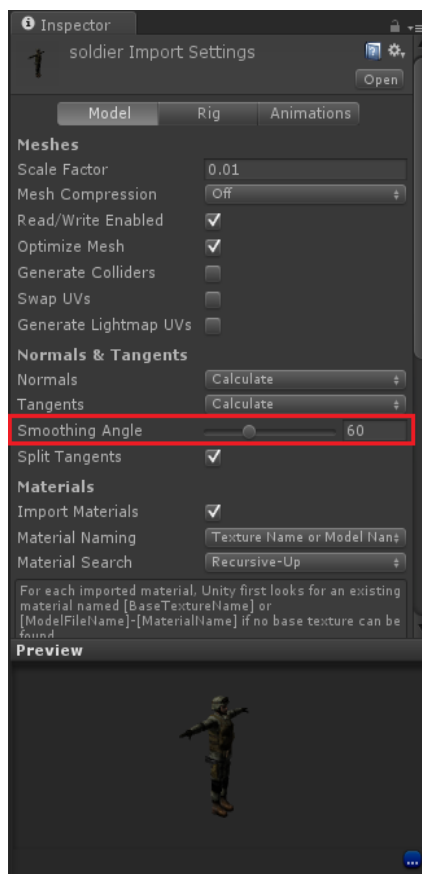 Inspector
soldier Import Settings
Open
Model Rig Animations
Meshes
Scale Factor 0.01
Mesh Compression Off
Read/Write Enabled
Optimize Mesh
Generate Colliders
Swap UVs
Generate Lightmap UVs
Normals & Tangents
Normals Calculate
Tangents Calculate
Smoothing Angle 60
Split Tangents
Materials
Import Materials
Material Naming Texture Name or Model Nam
Material Search Recursive-Up
For each imported material, Unity first looks for an existing
material named [BaseTextureName] or
[ModelFileName]-[MaterialName] if no base texture can be
found
Preview